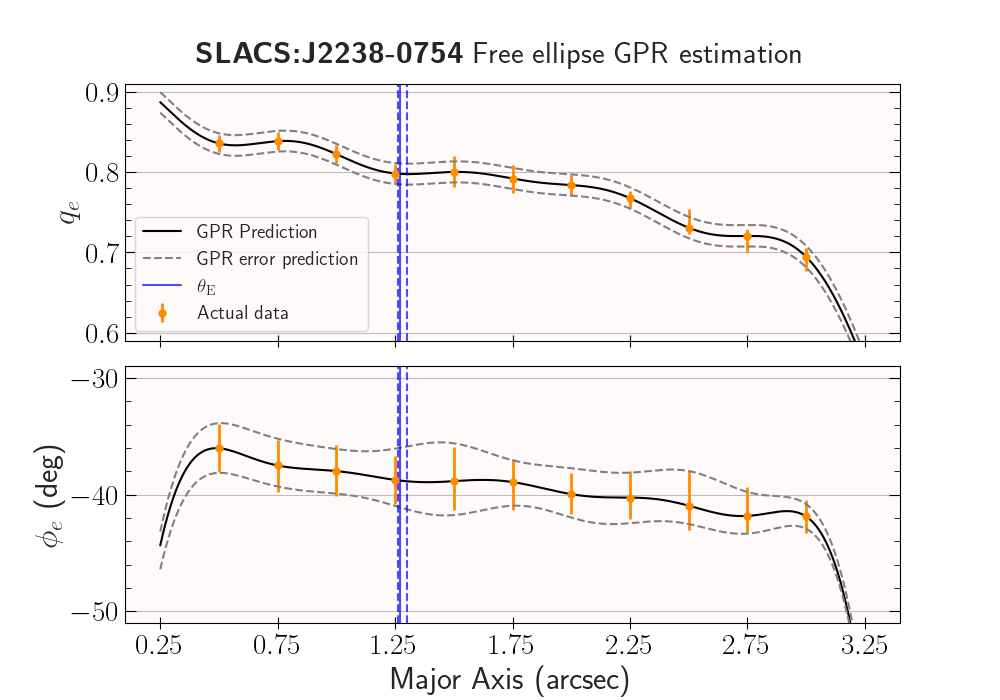 SLACS:J2238-0754 Free ellipse GPR estimation
0.9
0.8
0.7
0.6
qₑ
GPR Prediction
GPR error prediction
θ_E
Actual data
−30
−40
−50
ϕₑ (deg)
0.25 0.75 1.25 1.75 2.25 2.75 3.25
Major Axis (arcsec)